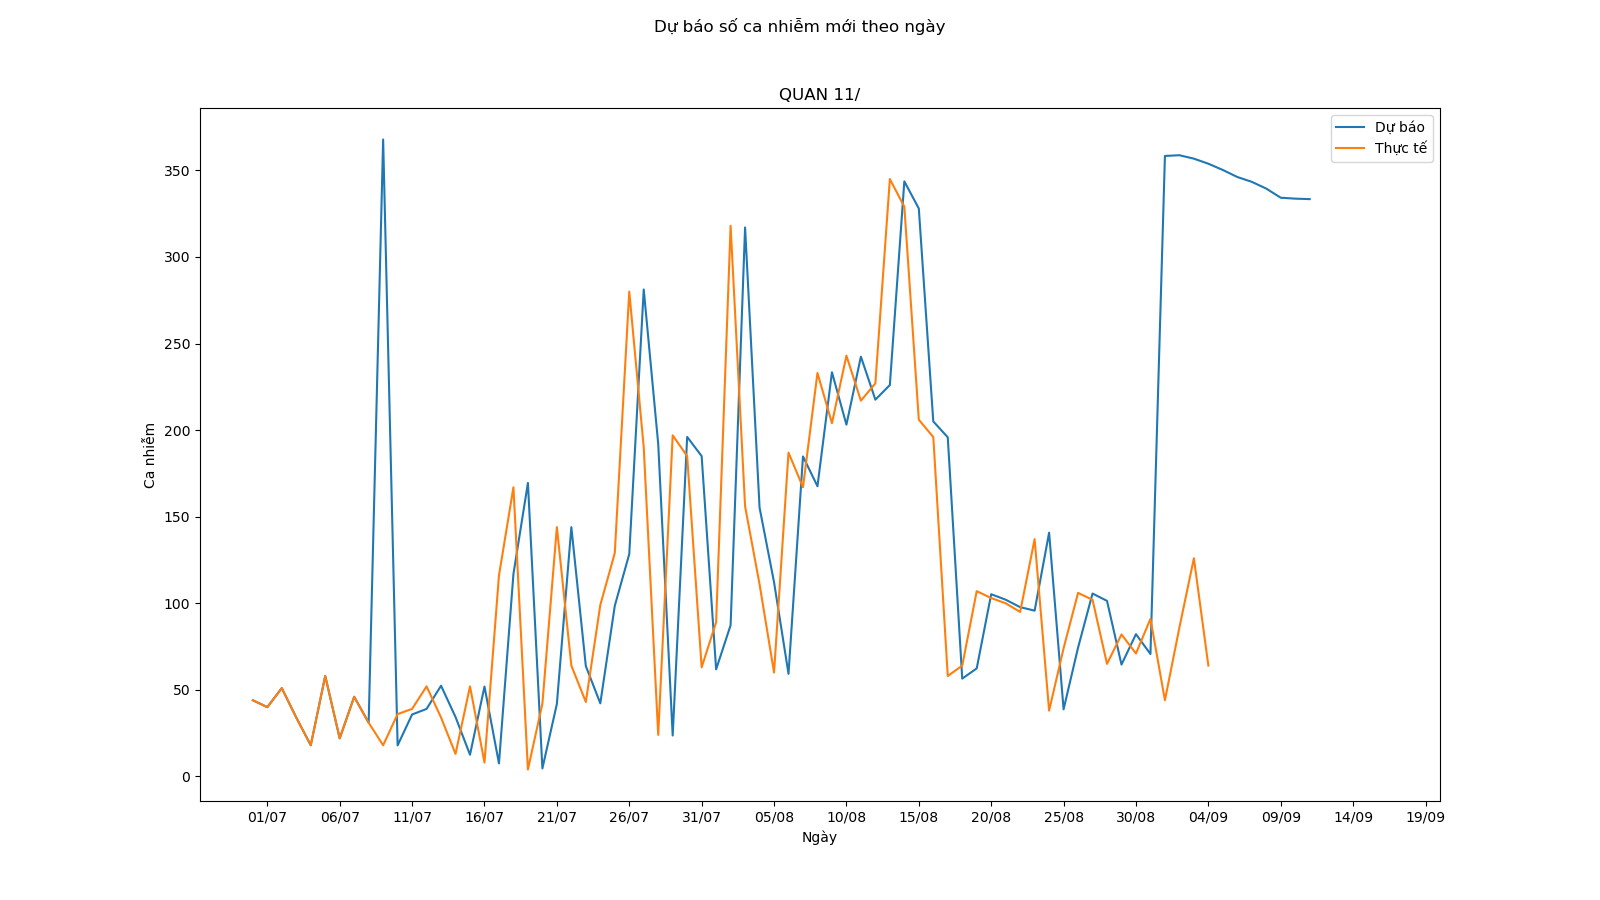 Dự báo số ca nhiễm mới theo ngày
QUAN 11/
Dự báo
Thực tế
350
300
250
200
150
100
50
0
Ca nhiễm
01/07 06/07 11/07 16/07 21/07 26/07 31/07 05/08 10/08 15/08 20/08 25/08 30/08 04/09 09/09 14/09 19/09
Ngày